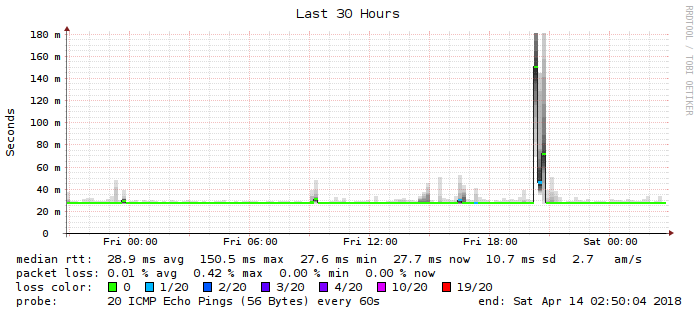 Last 30 Hours
RRDTOOL / TOBI OETIKER
Seconds
180 m
160 m
140 m
120 m
100 m
80 m
60 m
40 m
20 m
0
Fri 00:00 Fri 06:00 Fri 12:00 Fri 18:00 Sat 00:00
median rtt: 28.9 ms avg 150.5 ms max 27.6 ms min 27.7 ms now 10.7 ms sd 2.7 am/s
packet loss: 0.01 % avg 0.42 % max 0.00 % min 0.00 % now
loss color: 0 1/20 2/20 3/20 4/20 10/20 19/20
probe: 20 ICMP Echo Pings (56 Bytes) every 60s end: Sat Apr 14 02:50:04 2018